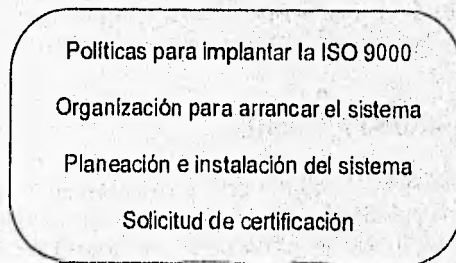 Políticas para implantar la ISO 9000
Organización para arrancar el sistema
Planeación e instalación del sistema
Solicitud de certificación